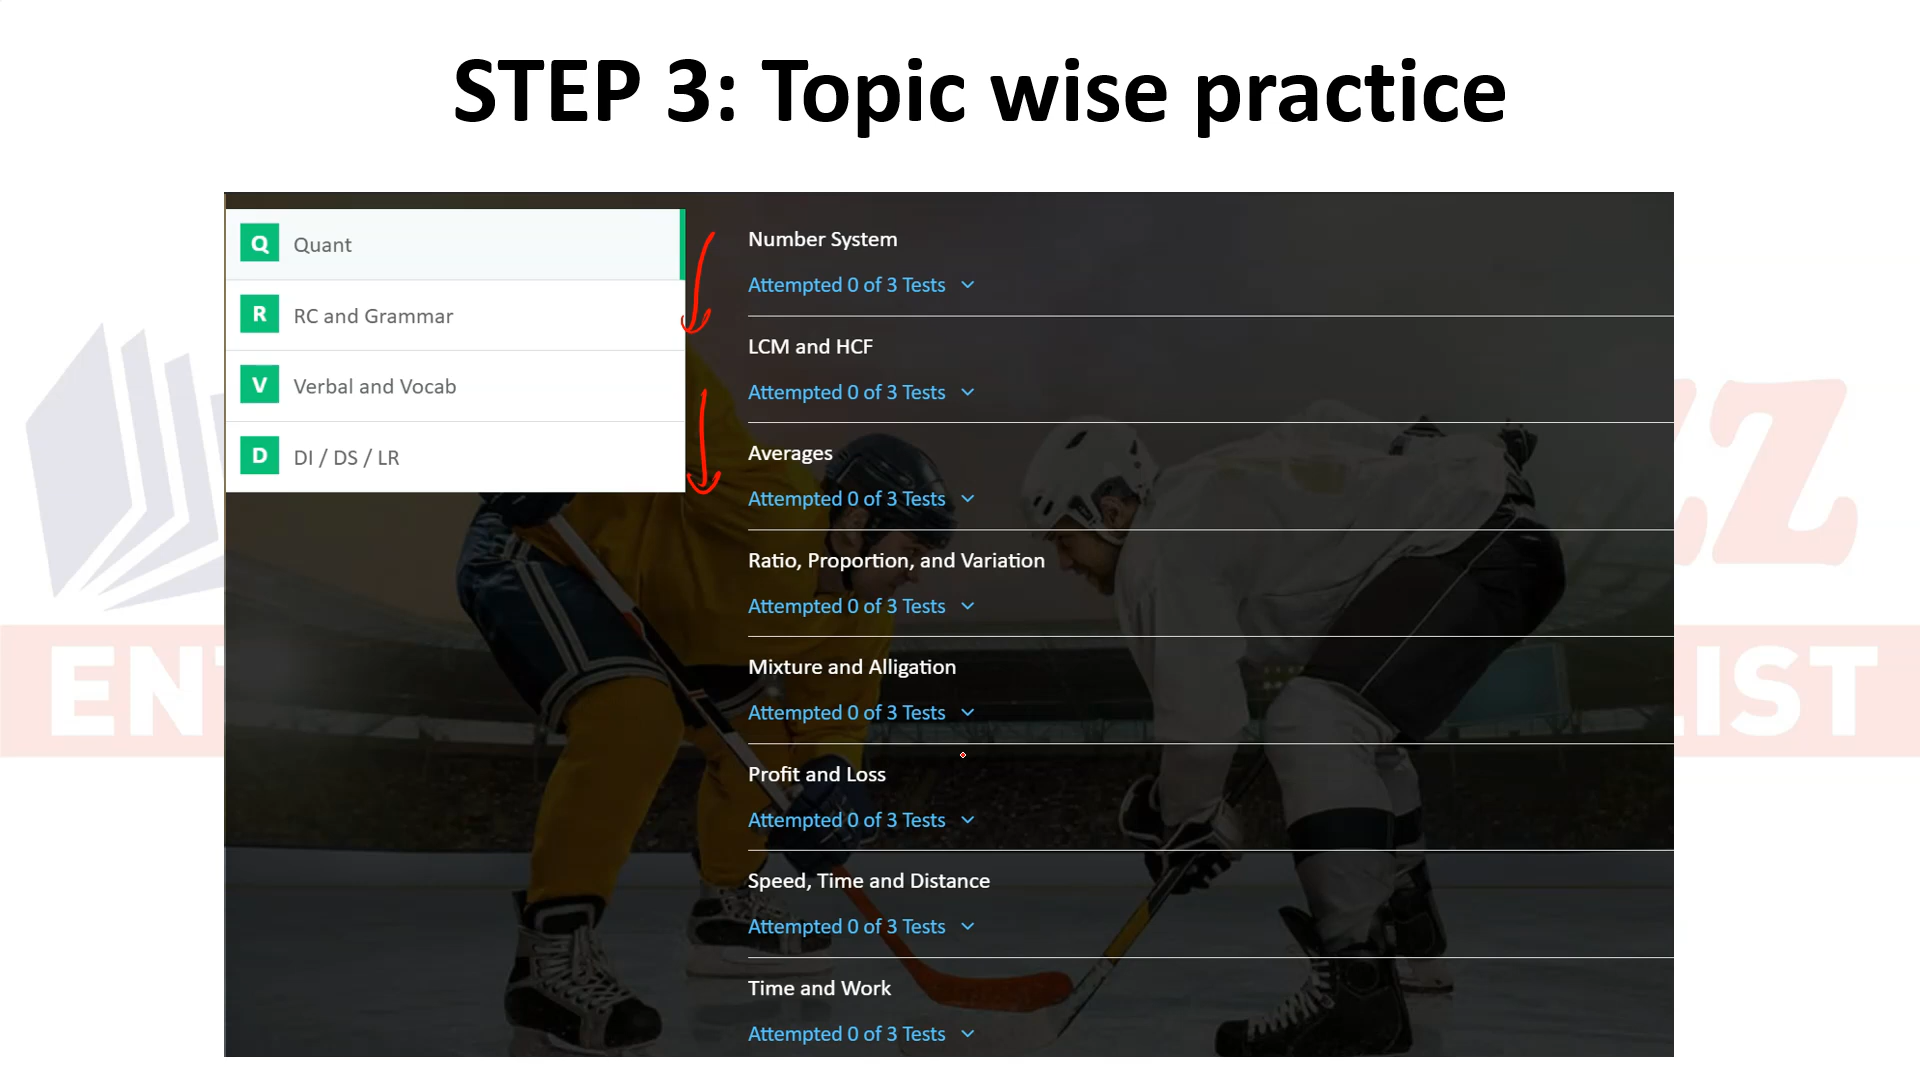 STEP 3: Topic wise practice
Q Quant
R RC and Grammar
V Verbal and Vocab
D DI / DS / LR
Number System
Attempted 0 of 3 Tests
LCM and HCF
Attempted 0 of 3 Tests
Averages
Attempted 0 of 3 Tests
Ratio, Proportion, and Variation
Attempted 0 of 3 Tests
Mixture and Alligation
Attempted 0 of 3 Tests
Profit and Loss
Attempted 0 of 3 Tests
Speed, Time and Distance
Attempted 0 of 3 Tests
Time and Work
Attempted 0 of 3 Tests